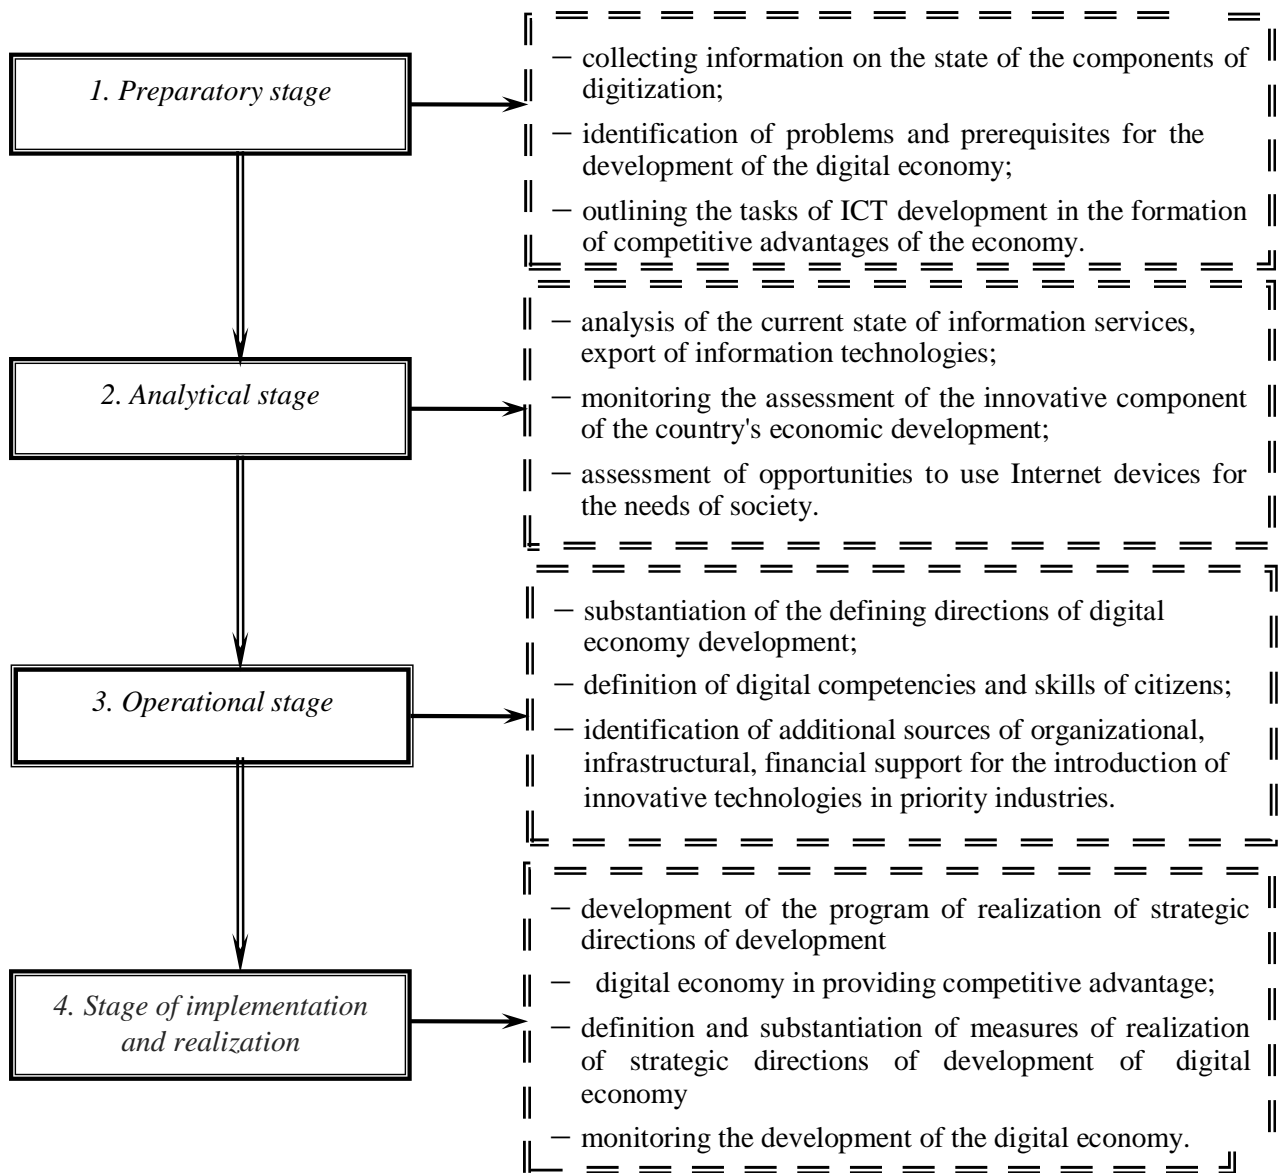 1. Preparatory stage
— collecting information on the state of the components of
digitization;
— identification of problems and prerequisites for the
development of the digital economy;
— outlining the tasks of ICT development in the formation
of competitive advantages of the economy.
2. Analytical stage
— analysis of the current state of information services,
export of information technologies;
— monitoring the assessment of the innovative component
of the country's economic development;
— assessment of opportunities to use Internet devices for
the needs of society.
3. Operational stage
— substantiation of the defining directions of digital
economy development;
— definition of digital competencies and skills of citizens;
— identification of additional sources of organizational,
infrastructural, financial support for the introduction of
innovative technologies in priority industries.
4. Stage of implementation
and realization
— development of the program of realization of strategic
directions of development
— digital economy in providing competitive advantage;
— definition and substantiation of measures of realization
of strategic directions of development of digital
economy
— monitoring the development of the digital economy.